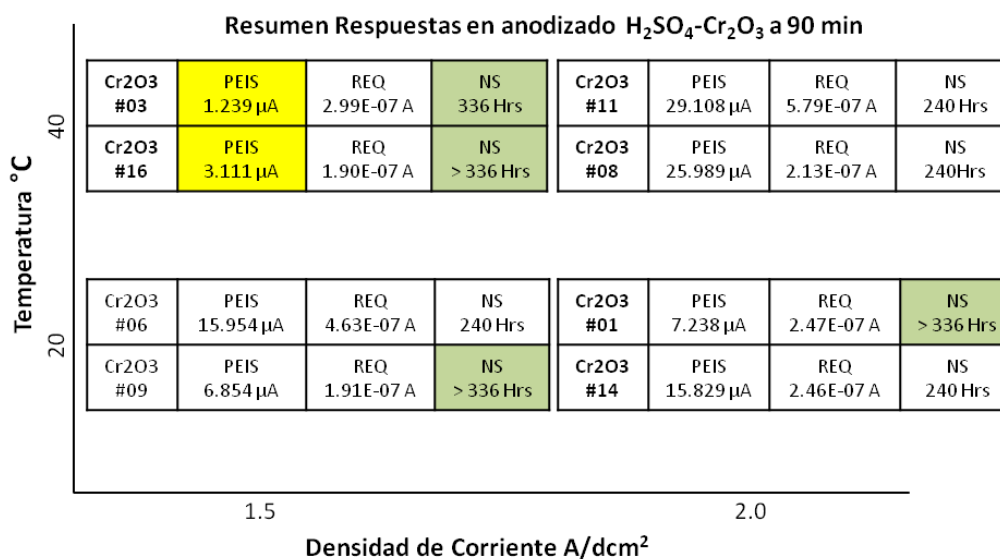 Resumen Respuestas en anodizado H₂SO₄-Cr₂O₃ a 90 min
Cr2O3 PEIS REQ NS Cr2O3 PEIS REQ NS
#03 1.239 µA 2.99E-07 A 336 Hrs #11 29.108 µA 5.79E-07 A 240 Hrs
Cr2O3 PEIS REQ NS Cr2O3 PEIS REQ NS
#16 3.111 µA 1.90E-07 A > 336 Hrs #08 25.989 µA 2.13E-07 A 240Hrs
40
Temperatura °C
Cr2O3 PEIS REQ NS Cr2O3 PEIS REQ NS
#06 15.954 µA 4.63E-07 A 240 Hrs #01 7.238 µA 2.47E-07 A > 336 Hrs
Cr2O3 PEIS REQ NS Cr2O3 PEIS REQ NS
#09 6.854 µA 1.91E-07 A > 336 Hrs #14 15.829 µA 2.46E-07 A 240 Hrs
20
1.5 2.0
Densidad de Corriente A/dcm²